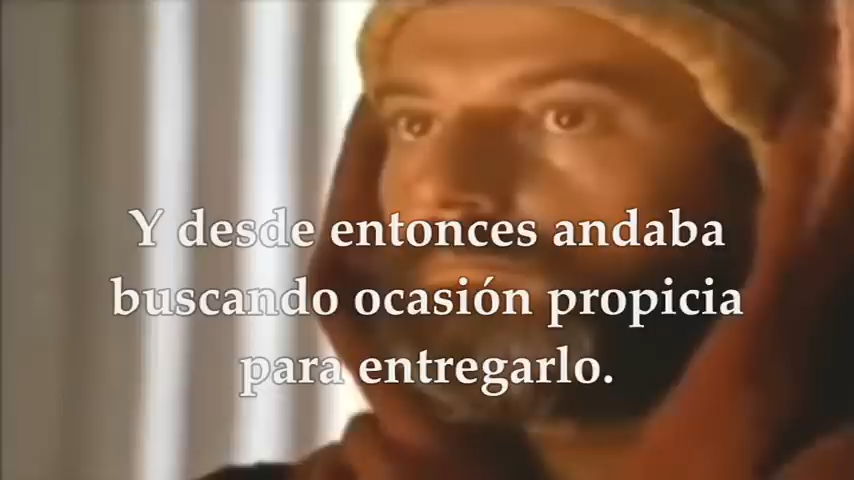 Y desde entonces andaba
buscando ocasión propicia
para entregarlo.